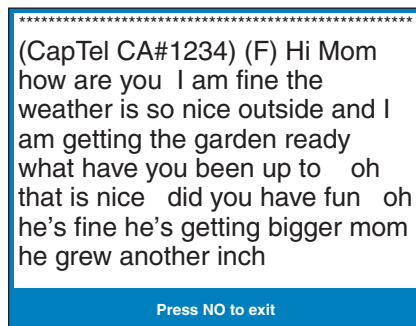 ******************************************************
(CapTel CA#1234) (F) Hi Mom
how are you  I am fine the
weather is so nice outside and I
am getting the garden ready
what have you been up to    oh
that is nice   did you have fun   oh
he's fine he's getting bigger mom
he grew another inch
Press NO to exit